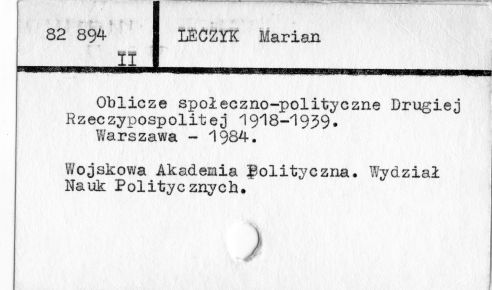 82 894
II
LECZYK Marian
Oblicze społeczno-polityczne Drugiej
Rzeczypospolitej 1918-1939.
Warszawa - 1984.
Wojskowa Akademia Polityczna. Wydział
Nauk Politycznych.